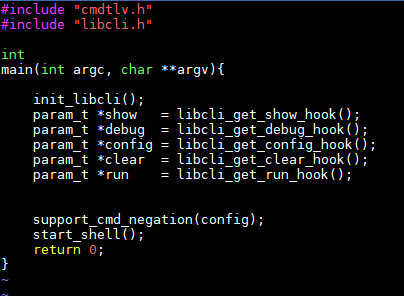 #include "cmdtlv.h"
#include "libcli.h"

int
main(int argc, char **argv){

    init_libcli();
    param_t *show   = libcli_get_show_hook();
    param_t *debug  = libcli_get_debug_hook();
    param_t *config = libcli_get_config_hook();
    param_t *clear  = libcli_get_clear_hook();
    param_t *run    = libcli_get_run_hook();


    support_cmd_negation(config);
    start_shell();
    return 0;
}
~
~